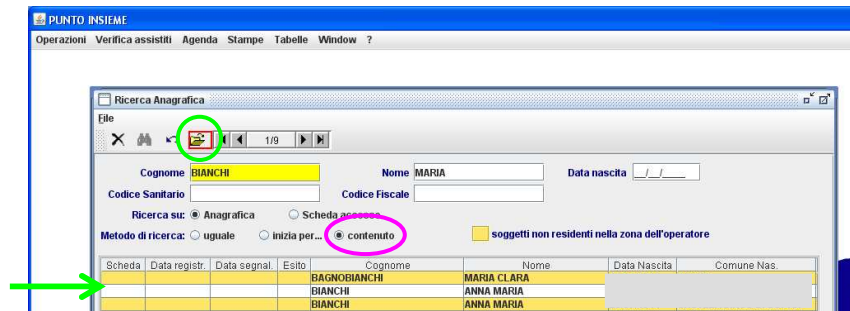 PUNTO INSIEME
Operazioni Verifica assistiti Agenda Stampe Tabelle Window ?
Ricerca Anagrafica
File
1/9
Cognome BIANCHI Nome MARIA Data nascita __/__/____
Codice Sanitario Codice Fiscale
Ricerca su: Anagrafica Scheda accesso
Metodo di ricerca: uguale inizia per... contenuto soggetti non residenti nella zona dell'operatore
Scheda Data registr. Data segnal. Esito Cognome Nome Data Nascita Comune Nas.
BAGNOBIANCHI MARIA CLARA
BIANCHI ANNA MARIA
BIANCHI ANNA MARIA